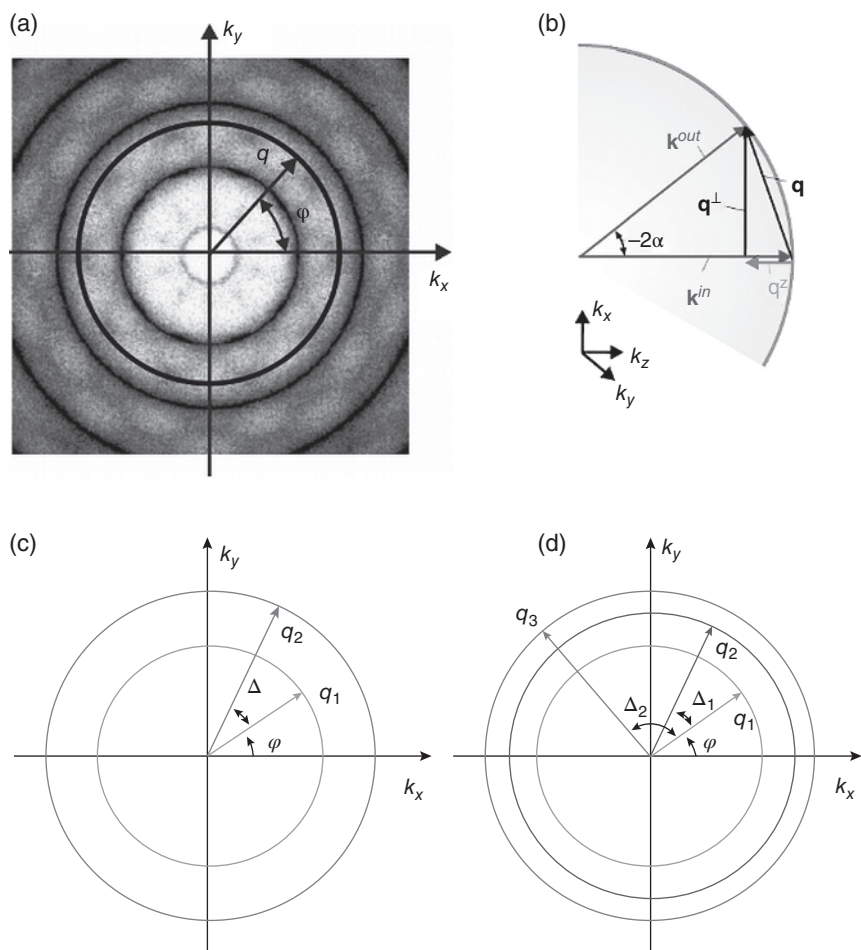 (a)
k_y
q
φ
k_x
(b)
k^out
q^⊥
q
−2α
q^z
k^in
k_x
k_z
k_y
(c)
k_y
q_2
Δ
q_1
φ
k_x
(d)
k_y
q_3
q_2
Δ_2
Δ_1
q_1
φ
k_x